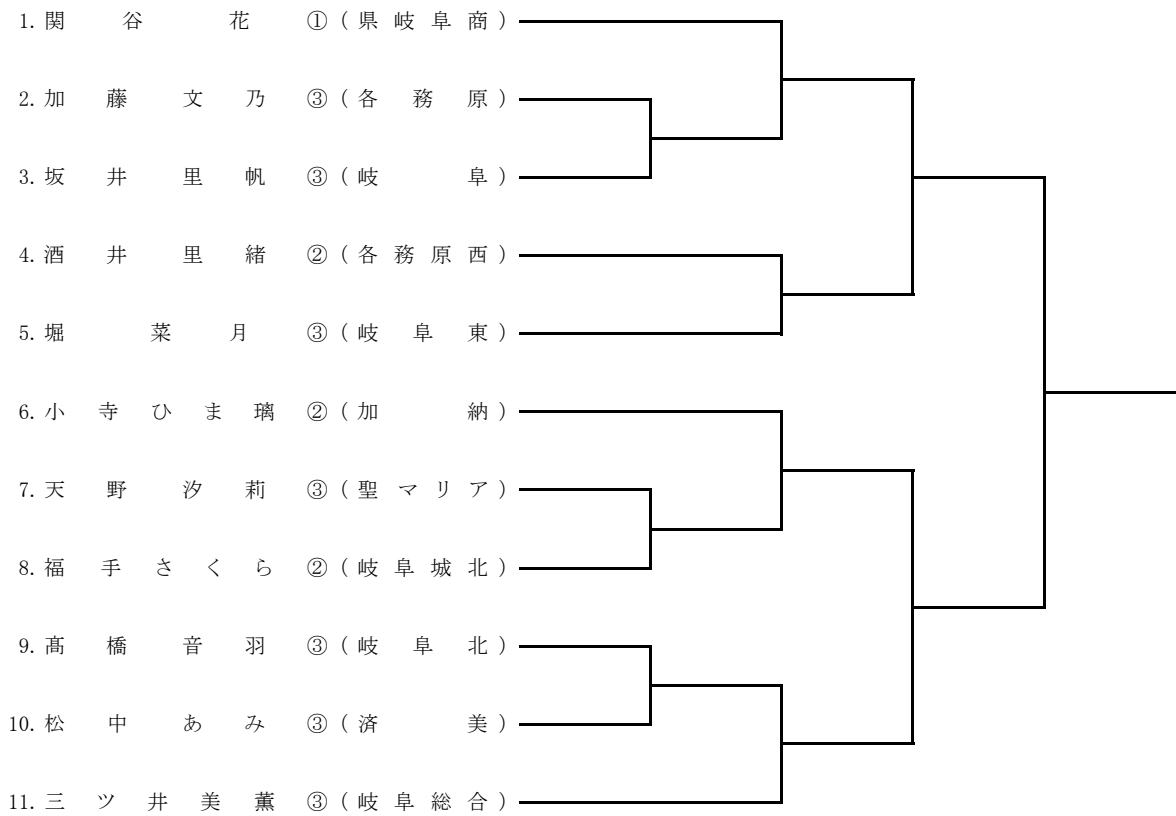 1. 関谷花 ① (県岐阜商)
2. 加藤文乃 ③ (各務原)
3. 坂井里帆 ③ (岐阜)
4. 酒井里緒 ② (各務原西)
5. 堀菜月 ③ (岐阜東)
6. 小寺ひま璃 ② (加納)
7. 天野汐莉 ③ (聖マリア)
8. 福手さくら ② (岐阜城北)
9. 髙橋音羽 ③ (岐阜北)
10. 松中あみ ③ (済美)
11. 三ツ井美薫 ③ (岐阜総合)